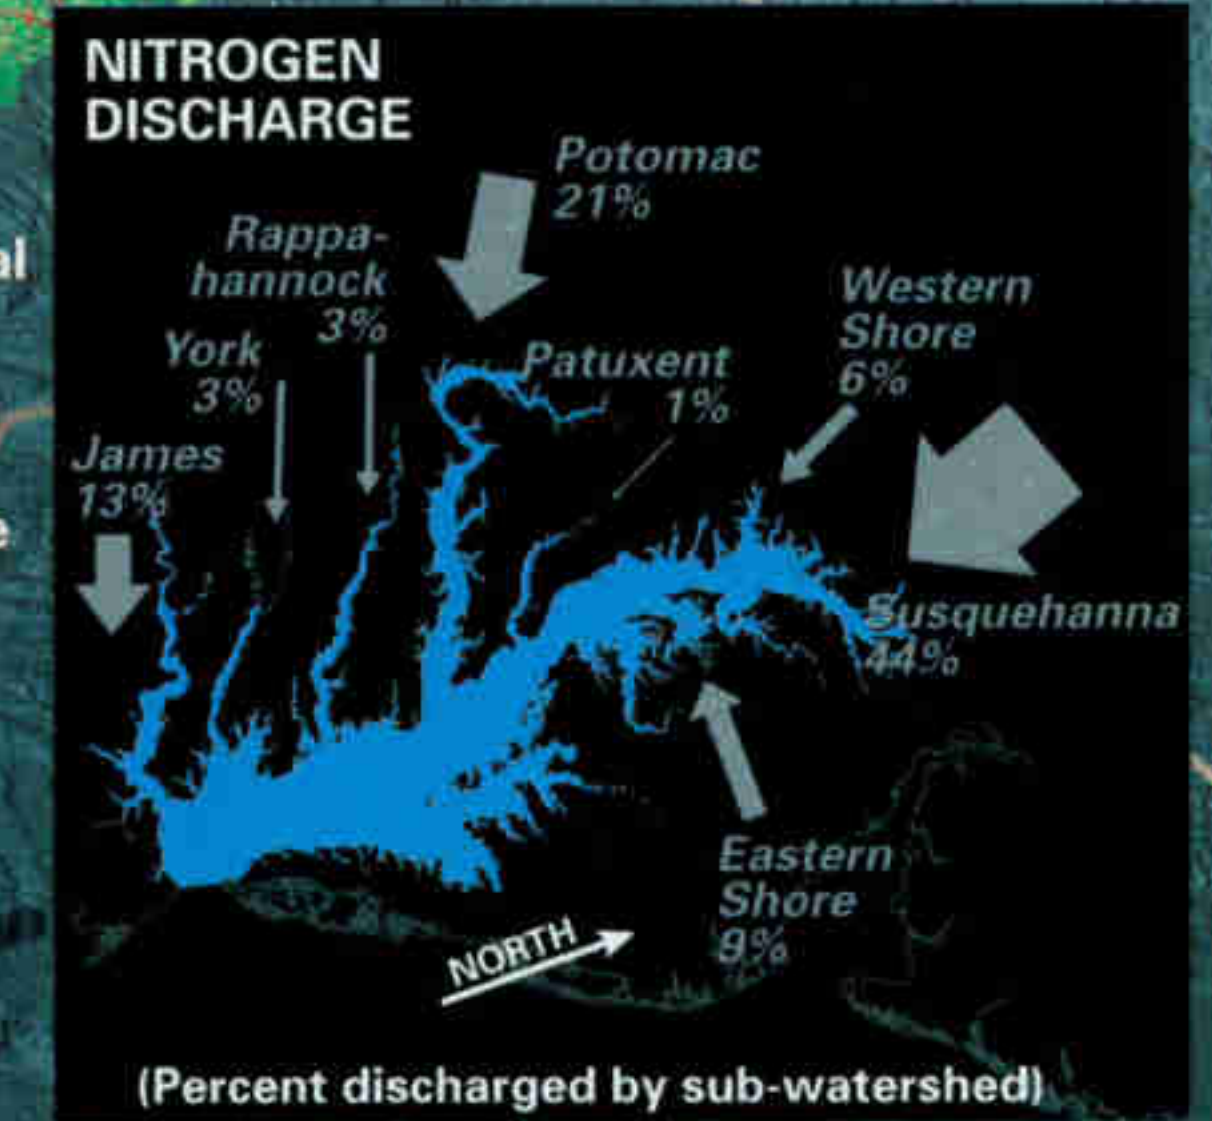 NITROGEN
DISCHARGE
Potomac
21%
Rappa-
hannock
3%
Western
Shore
6%
York
3%
Patuxent
1%
James
13%
Susquehanna
44%
Eastern
Shore
9%
NORTH
(Percent discharged by sub-watershed)
al
e